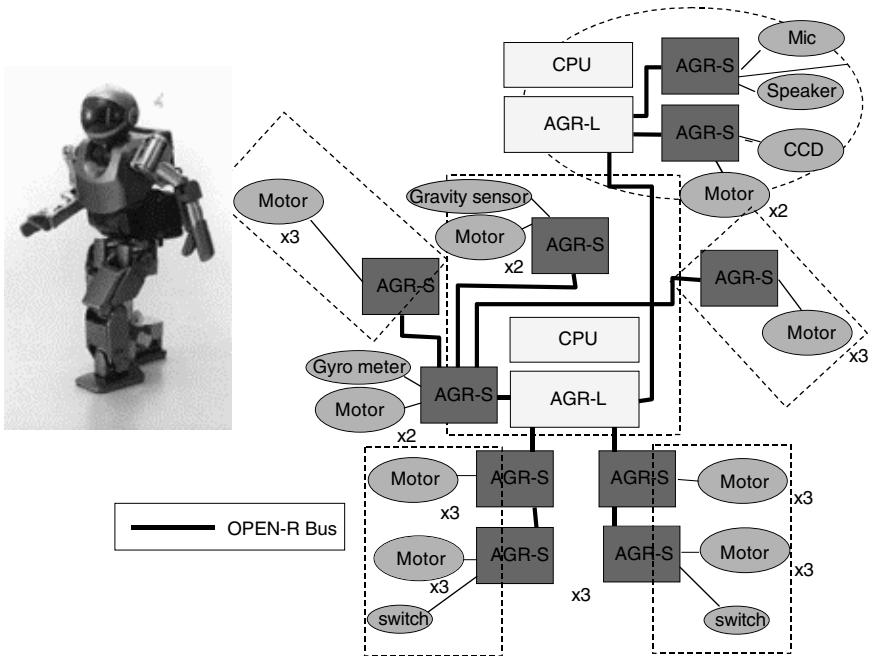 CPU
AGR-S
Mic
Speaker
AGR-L
AGR-S
CCD
Motor
x2
Gravity sensor
Motor
x2
AGR-S
Motor
x3
AGR-S
AGR-S
Motor
x3
CPU
Gyro meter
AGR-S
AGR-L
Motor
x2
Motor
x3
AGR-S
AGR-S
Motor
x3
Motor
x3
AGR-S
AGR-S
Motor
x3
x3
switch
switch
OPEN-R Bus